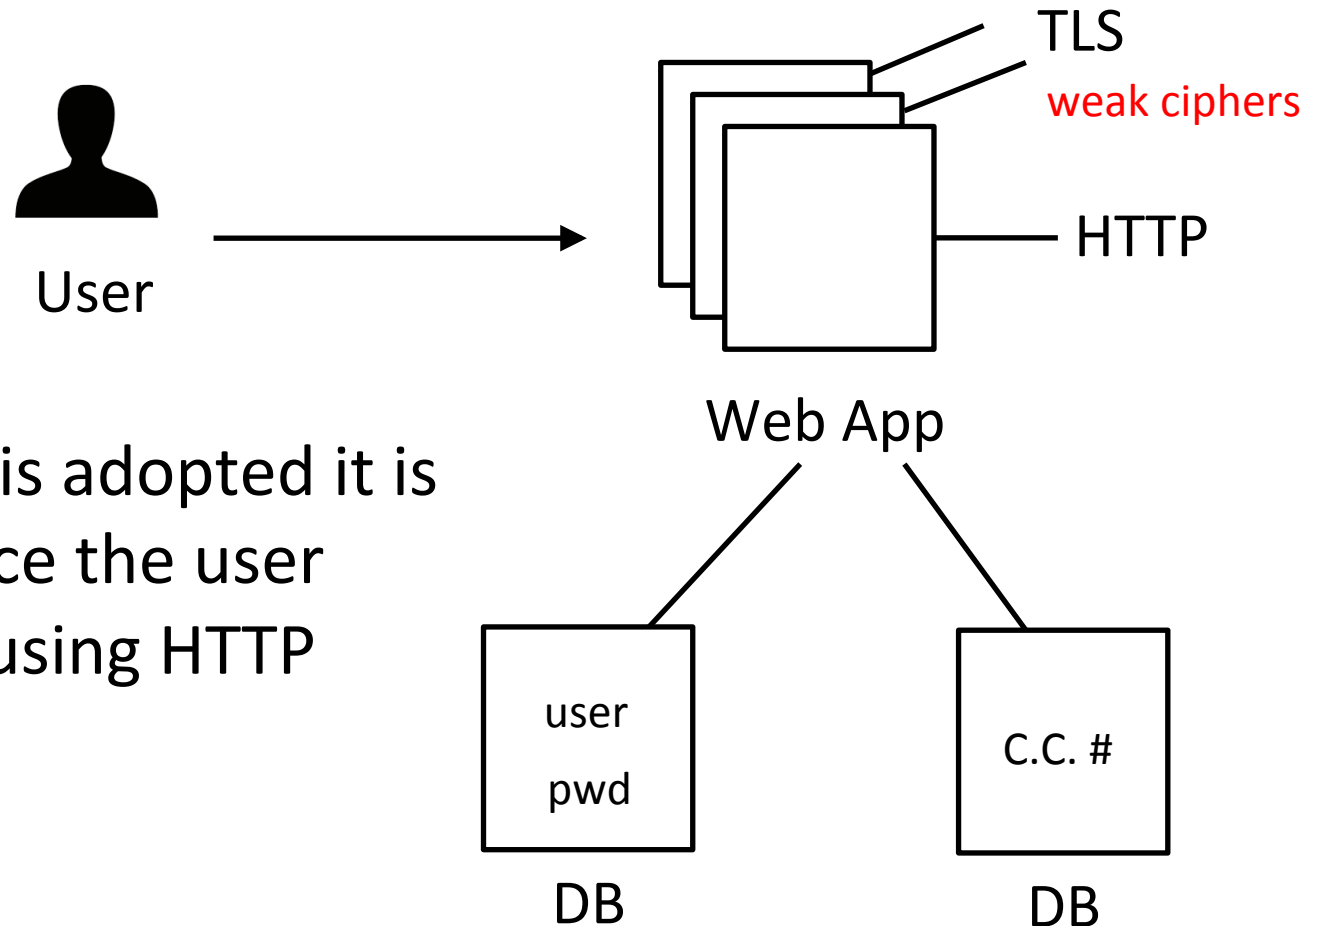 TLS
weak ciphers
HTTP
User
Web App
is adopted it is
ce the user
using HTTP
user
pwd
C.C. #
DB
DB